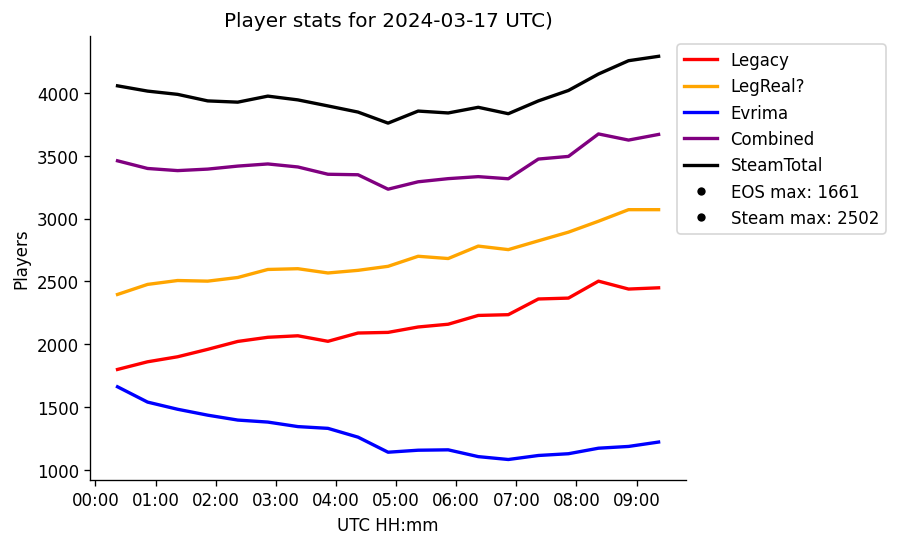 Player stats for 2024-03-17 UTC)
Players
4000
3500
3000
2500
2000
1500
1000
00:00 01:00 02:00 03:00 04:00 05:00 06:00 07:00 08:00 09:00
UTC HH:mm
Legacy
LegReal?
Evrima
Combined
SteamTotal
EOS max: 1661
Steam max: 2502